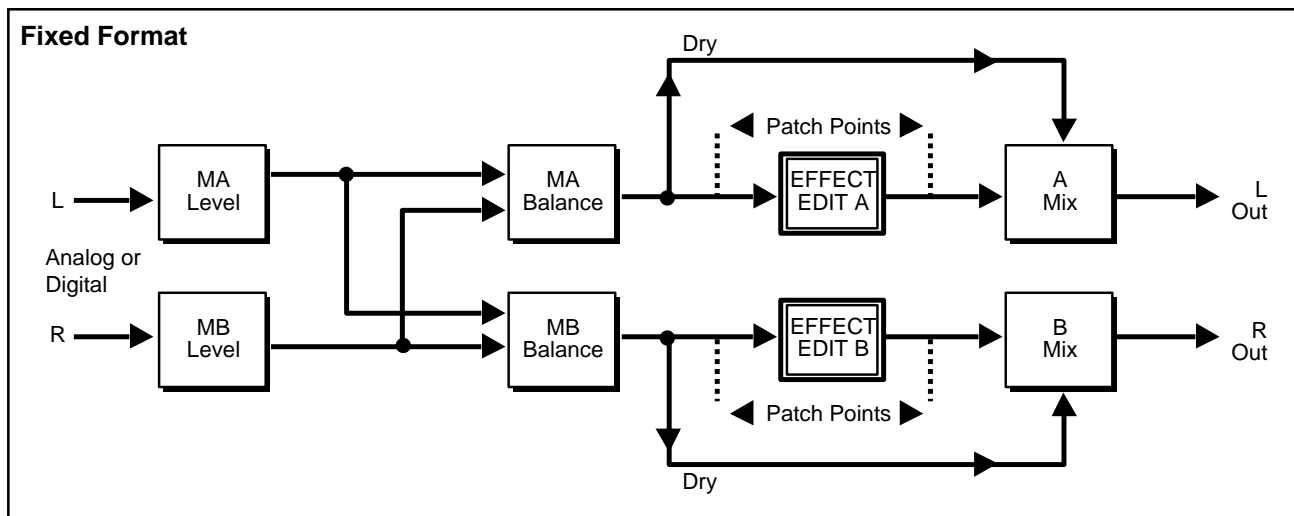 Fixed Format
Dry
Patch Points
L
MA
Level
MA
Balance
EFFECT
EDIT A
A
Mix
L
Out
Analog or
Digital
R
MB
Level
MB
Balance
EFFECT
EDIT B
B
Mix
R
Out
Patch Points
Dry